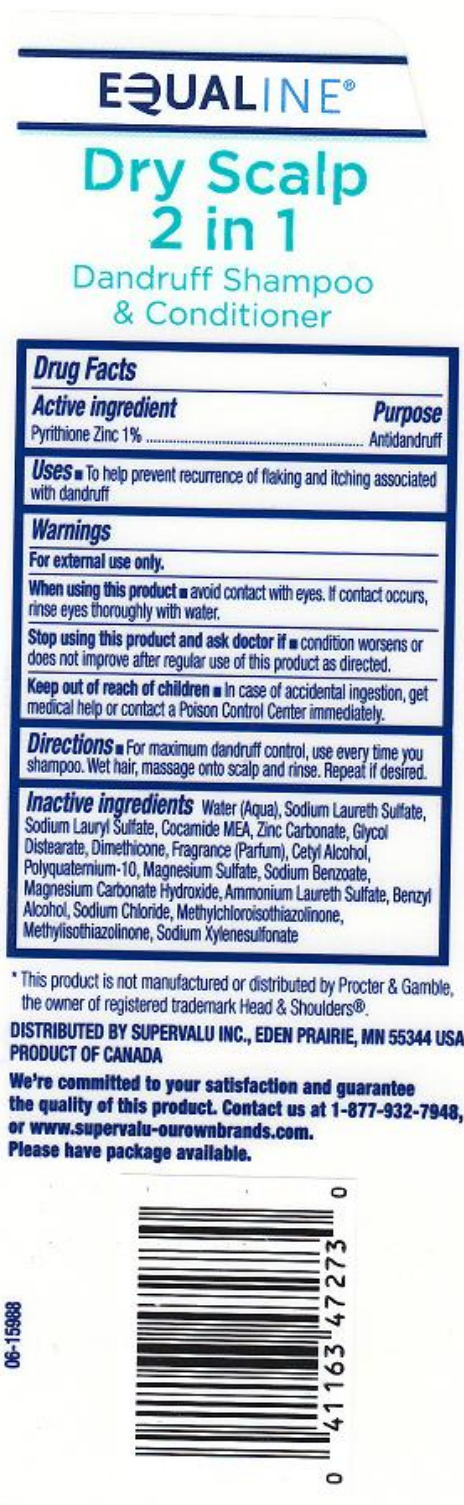 EQUALINE®
Dry Scalp
2 in 1
Dandruff Shampoo
& Conditioner
Drug Facts
Active ingredient Purpose
Pyrithione Zinc 1% ........................................................ Antidandruff
Uses ■ To help prevent recurrence of flaking and itching associated
with dandruff
Warnings
For external use only.
When using this product ■ avoid contact with eyes. If contact occurs,
rinse eyes thoroughly with water.
Stop using this product and ask doctor if ■ condition worsens or
does not improve after regular use of this product as directed.
Keep out of reach of children ■ In case of accidental ingestion, get
medical help or contact a Poison Control Center immediately.
Directions ■ For maximum dandruff control, use every time you
shampoo. Wet hair, massage onto scalp and rinse. Repeat if desired.
Inactive ingredients Water (Aqua), Sodium Laureth Sulfate,
Sodium Lauryl Sulfate, Cocamide MEA, Zinc Carbonate, Glycol
Distearate, Dimethicone, Fragrance (Parfum), Cetyl Alcohol,
Polyquaternium-10, Magnesium Sulfate, Sodium Benzoate,
Magnesium Carbonate Hydroxide, Ammonium Laureth Sulfate, Benzyl
Alcohol, Sodium Chloride, Methylchloroisothiazolinone,
Methylisothiazolinone, Sodium Xylenesulfonate
* This product is not manufactured or distributed by Procter & Gamble,
the owner of registered trademark Head & Shoulders®.
DISTRIBUTED BY SUPERVALU INC., EDEN PRAIRIE, MN 55344 USA
PRODUCT OF CANADA
We're committed to your satisfaction and guarantee
the quality of this product. Contact us at 1-877-932-7948,
or www.supervalu-ourownbrands.com.
Please have package available.
06-15988
0 41163 47273 0